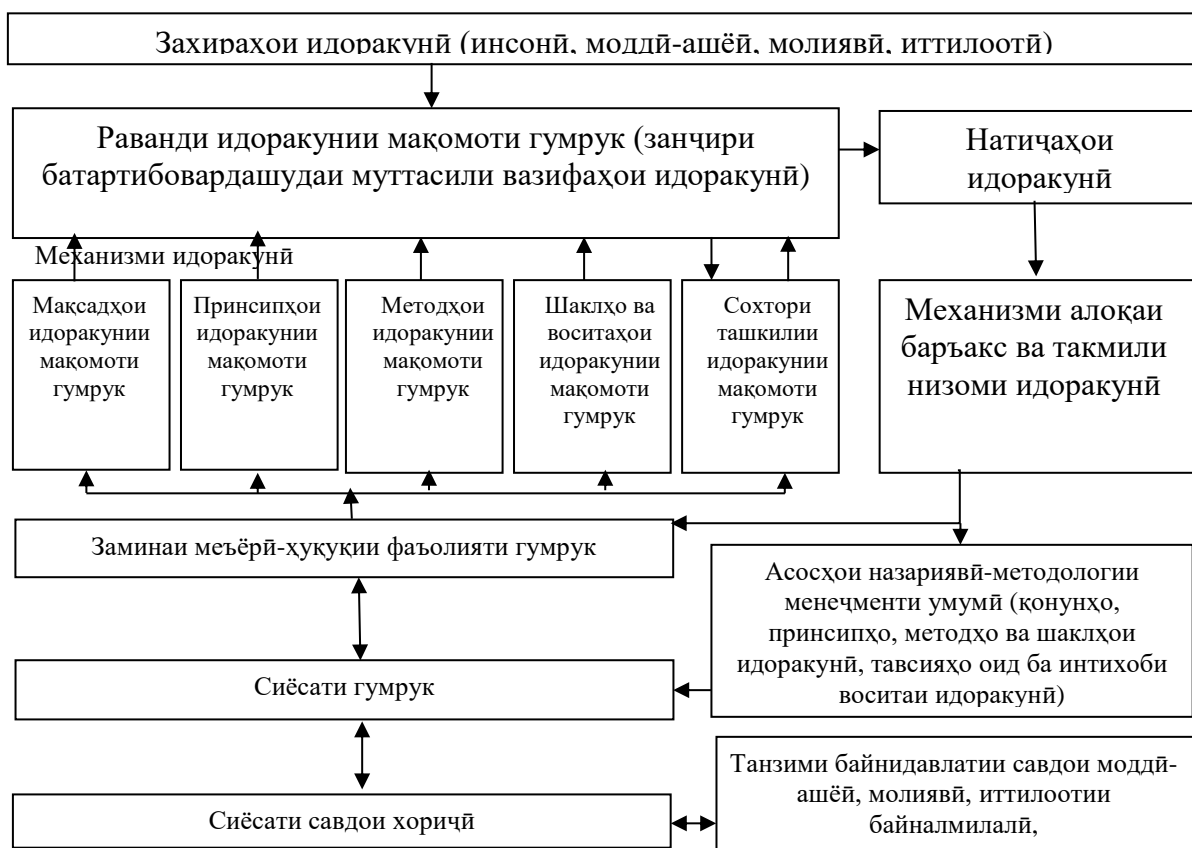 Захираҳои идоракунӣ (инсонӣ, моддӣ-ашёӣ, молиявӣ, иттилоотӣ)
Раванди идоракунии мақомоти гумрук (занҷири
батартибовардашудаи муттасили вазифаҳои идоракунӣ)
Натиҷаҳои
идоракунӣ
Механизми идоракунӣ
Мақсадҳои
идоракунии
мақомоти
гумрук
Принсипҳои
идоракунии
мақомоти
гумрук
Методҳои
идоракунии
мақомоти
гумрук
Шаклҳо ва
воситаҳои
идоракунии
мақомоти
гумрук
Сохтори
ташкилии
идоракунии
мақомоти
гумрук
Механизми алоқаи
баръакс ва такмили
низоми идоракунӣ
Заминаи меъёрӣ-ҳуқуқии фаъолияти гумрук
Асосҳои назариявӣ-методологии
менеҷменти умумӣ (қонунҳо,
принсипҳо, методҳо ва шаклҳои
идоракунӣ, тавсияҳо оид ба интихоби
воситаи идоракунӣ)
Сиёсати гумрук
Танзими байнидавлатии савдои моддӣ-
ашёӣ, молиявӣ, иттилоотии
байналмилалӣ,
Сиёсати савдои хориҷӣ